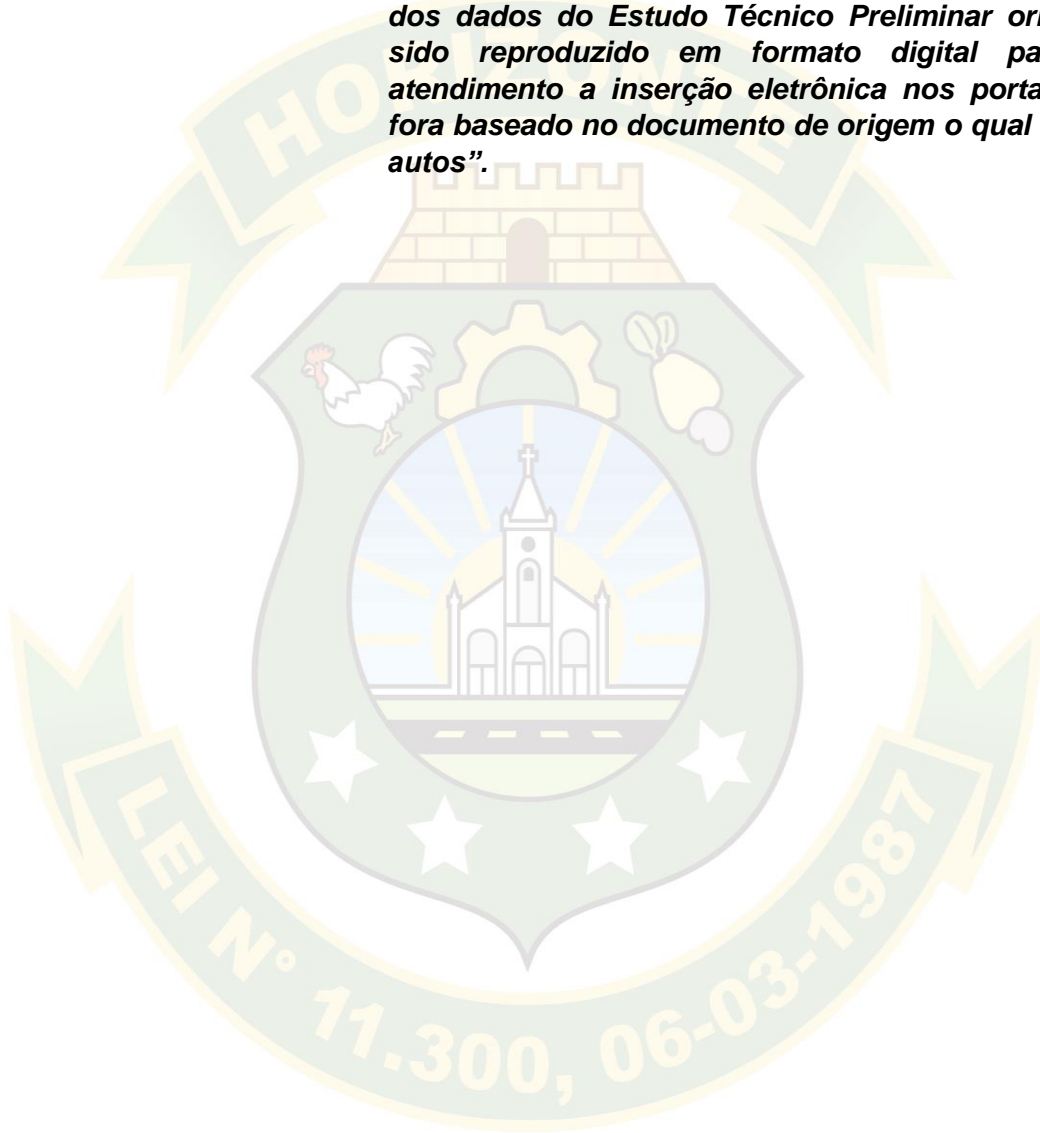 dos dados do Estudo Técnico Preliminar ori
sido reproduzido em formato digital pa
atendimento a inserção eletrônica nos porta
fora baseado no documento de origem o qual
autos”.
HORIZONTE
LEI N° 11.300, 06-03-1987